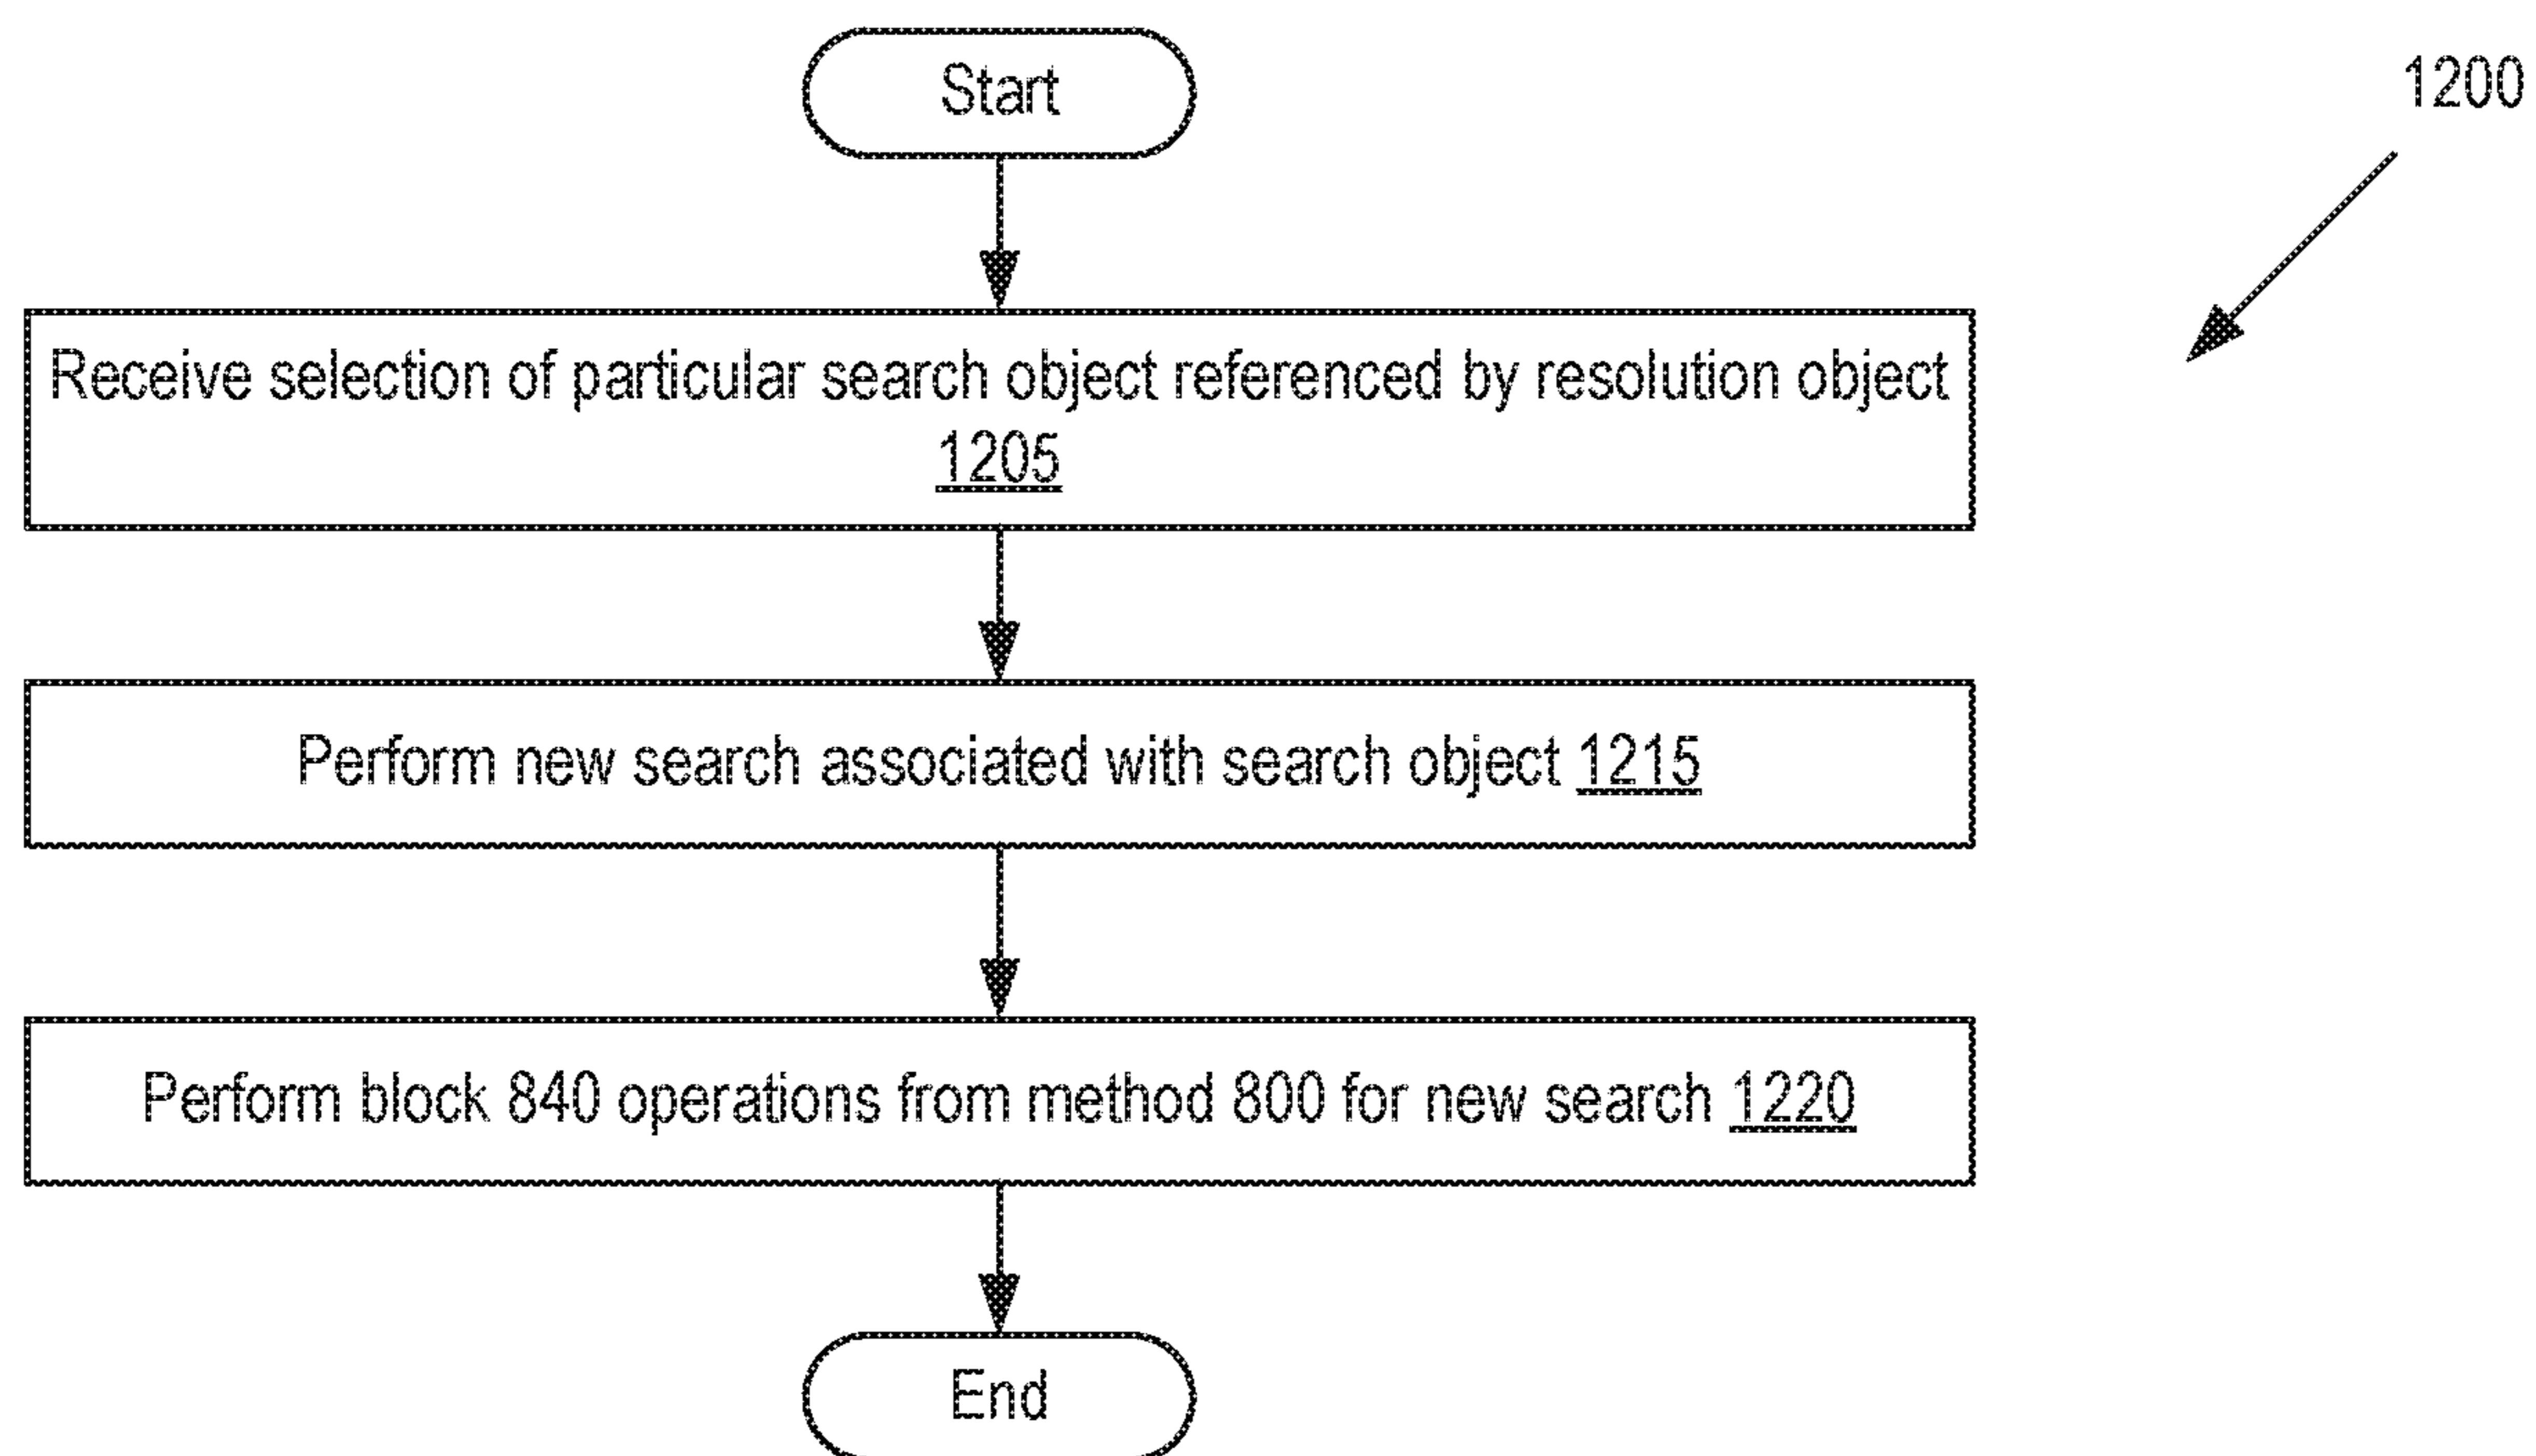 Start
1200
Receive selection of particular search object referenced by resolution object
1205
Perform new search associated with search object 1215
Perform block 840 operations from method 800 for new search 1220
End